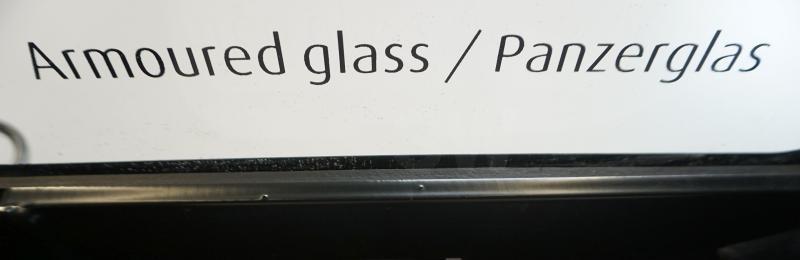 Armoured glass / Panzerglas